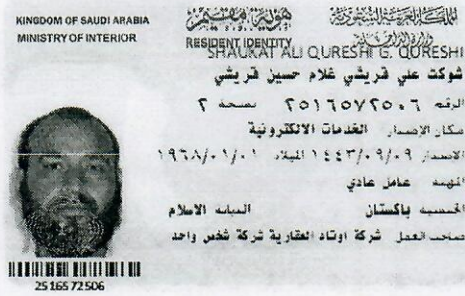 KINGDOM OF SAUDI ARABIA
MINISTRY OF INTERIOR
هوية مقيم
المملكة العربية السعودية
RESIDENT IDENTITY
وزارة الداخلية
SHAUKAT ALI QURESHI G. QURESHI
شوكت علي قريشي غلام حسين قريشي
الرقم ٢٥١٦٥٧٢٥٠٦ نسخة ٢
مكان الإصدار الخدمات الالكترونية
الاصدار ١٤٤٣/٠٩/٠٩ الميلاد ١٩٦٨/٠١/٠١
المهنة عامل عادي
الجنسية باكستان الديانة الاسلام
صاحب العمل شركة اوتاد العقارية شركة شخص واحد
2516572506